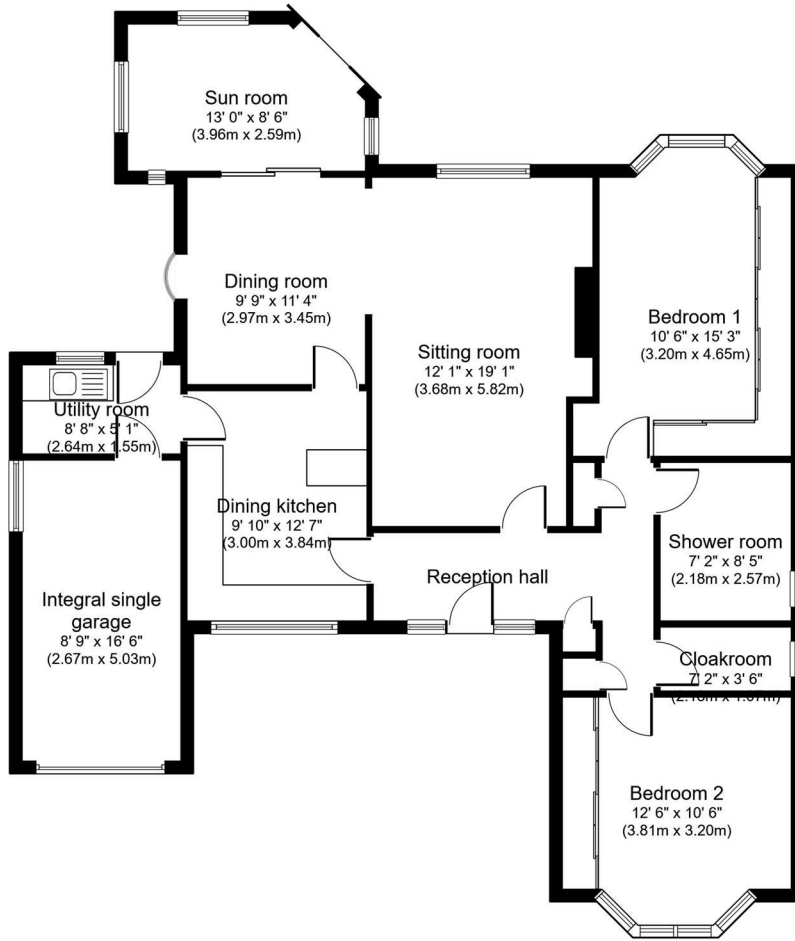 Sun room
13' 0" x 8' 6"
(3.96m x 2.59m)
Dining room
9' 9" x 11' 4"
(2.97m x 3.45m)
Sitting room
12' 1" x 19' 1"
(3.68m x 5.82m)
Bedroom 1
10' 6" x 15' 3"
(3.20m x 4.65m)
Utility room
8' 8" x 5' 1"
(2.64m x 1.55m)
Dining kitchen
9' 10" x 12' 7"
(3.00m x 3.84m)
Shower room
7' 2" x 8' 5"
(2.18m x 2.57m)
Reception hall
Integral single
garage
8' 9" x 16' 6"
(2.67m x 5.03m)
Cloakroom
7' 2" x 3' 6"
(2.18m x 1.07m)
Bedroom 2
12' 6" x 10' 6"
(3.81m x 3.20m)